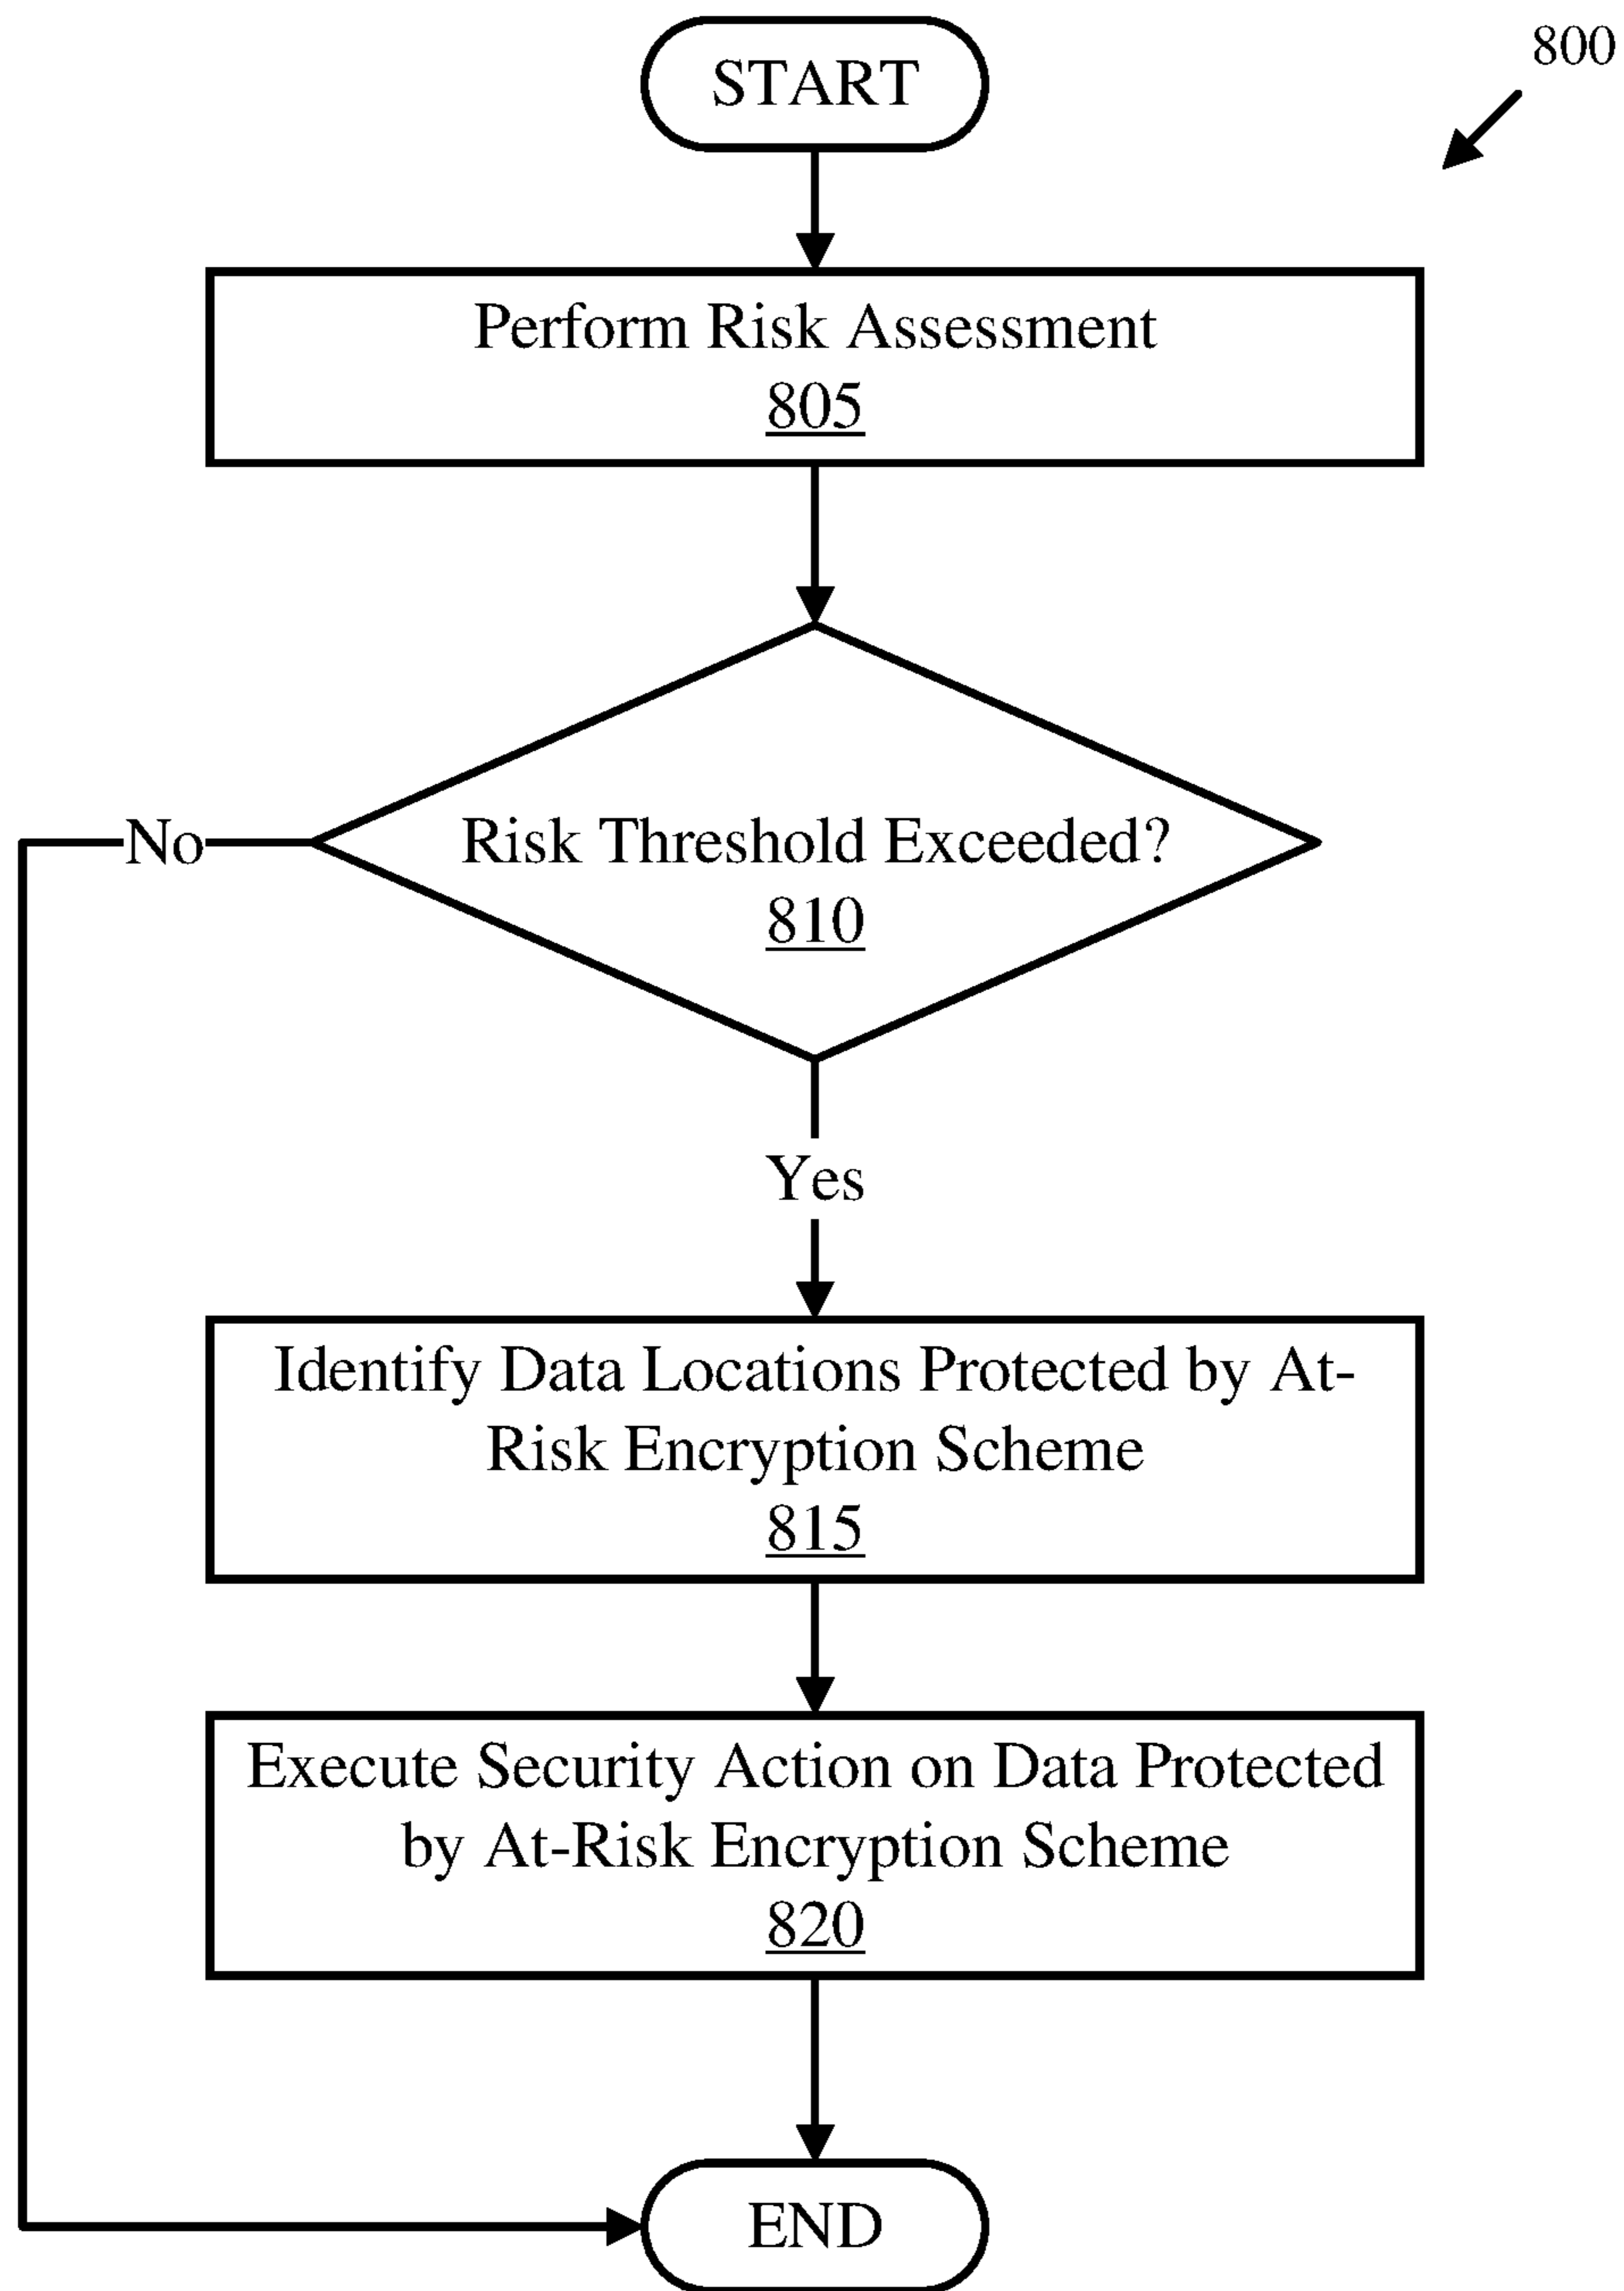 START
800
Perform Risk Assessment
805
Risk Threshold Exceeded?
810
No
Yes
Identify Data Locations Protected by At-
Risk Encryption Scheme
815
Execute Security Action on Data Protected
by At-Risk Encryption Scheme
820
END